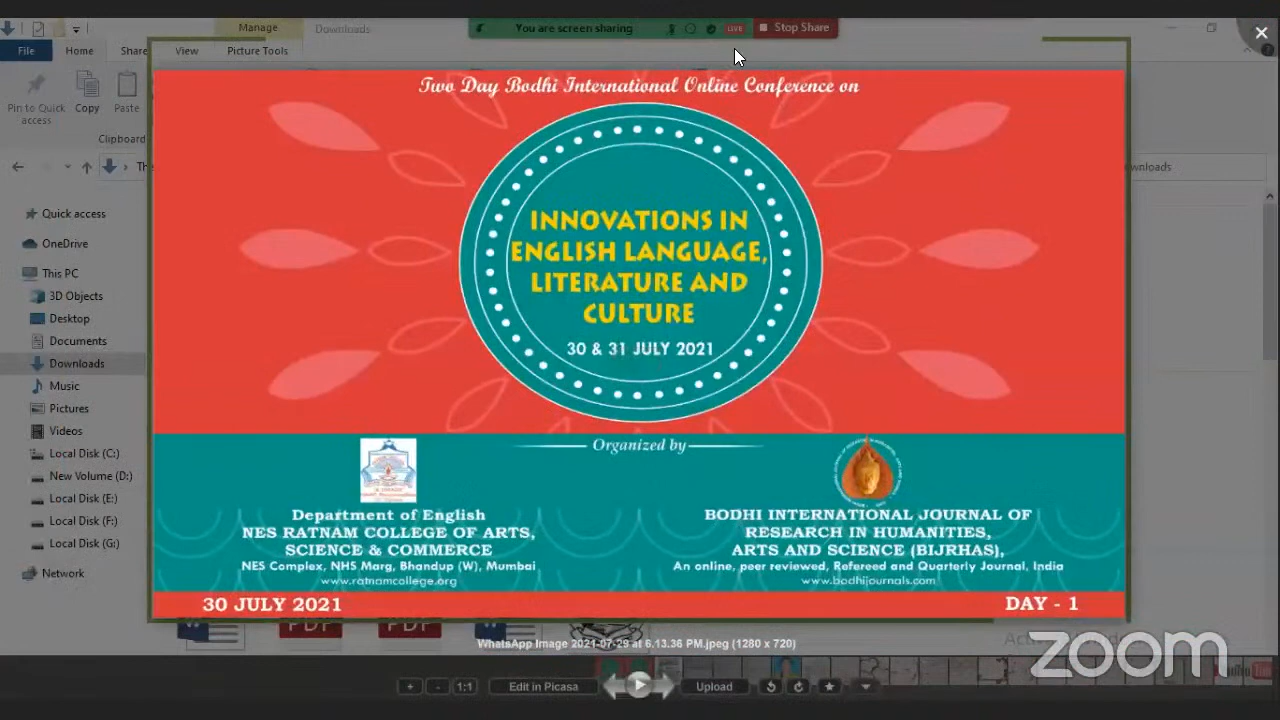 Manage
Downloads
You are screen sharing
LIVE
Stop Share
File
Home
Share
View
Picture Tools
Pin to Quick access
Copy
Paste
Clipboard
Quick access
OneDrive
This PC
3D Objects
Desktop
Documents
Downloads
Music
Pictures
Videos
Local Disk (C:)
New Volume (D:)
Local Disk (E:)
Local Disk (F:)
Local Disk (G:)
Network
Two Day Bodhi International Online Conference on
INNOVATIONS IN
ENGLISH LANGUAGE,
LITERATURE AND
CULTURE
30 & 31 JULY 2021
Organized by
Department of English
NES RATNAM COLLEGE OF ARTS,
SCIENCE & COMMERCE
NES Complex, NHS Marg, Bhandup (W), Mumbai
www.ratnamcollege.org
BODHI INTERNATIONAL JOURNAL OF
RESEARCH IN HUMANITIES,
ARTS AND SCIENCE (BIJRHAS),
An online, peer reviewed, Refereed and Quarterly Journal, India
www.bodhijournals.com
30 JULY 2021
DAY - 1
PDF
PDF
WhatsApp Image 2021-07-29 at 6.13.36 PM.jpeg (1280 x 720)
zoom
+
-
1:1
Edit in Picasa
Upload